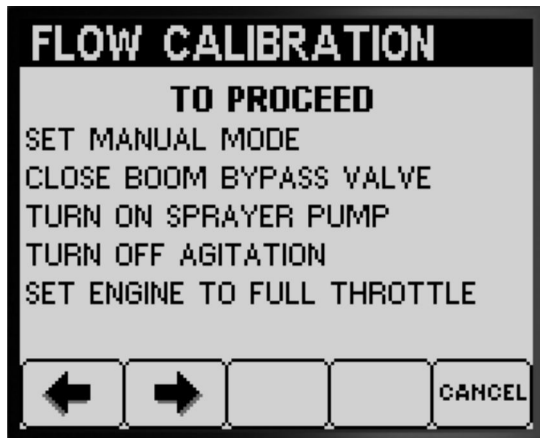 FLOW CALIBRATION
TO PROCEED
SET MANUAL MODE
CLOSE BOOM BYPASS VALVE
TURN ON SPRAYER PUMP
TURN OFF AGITATION
SET ENGINE TO FULL THROTTLE
CANCEL